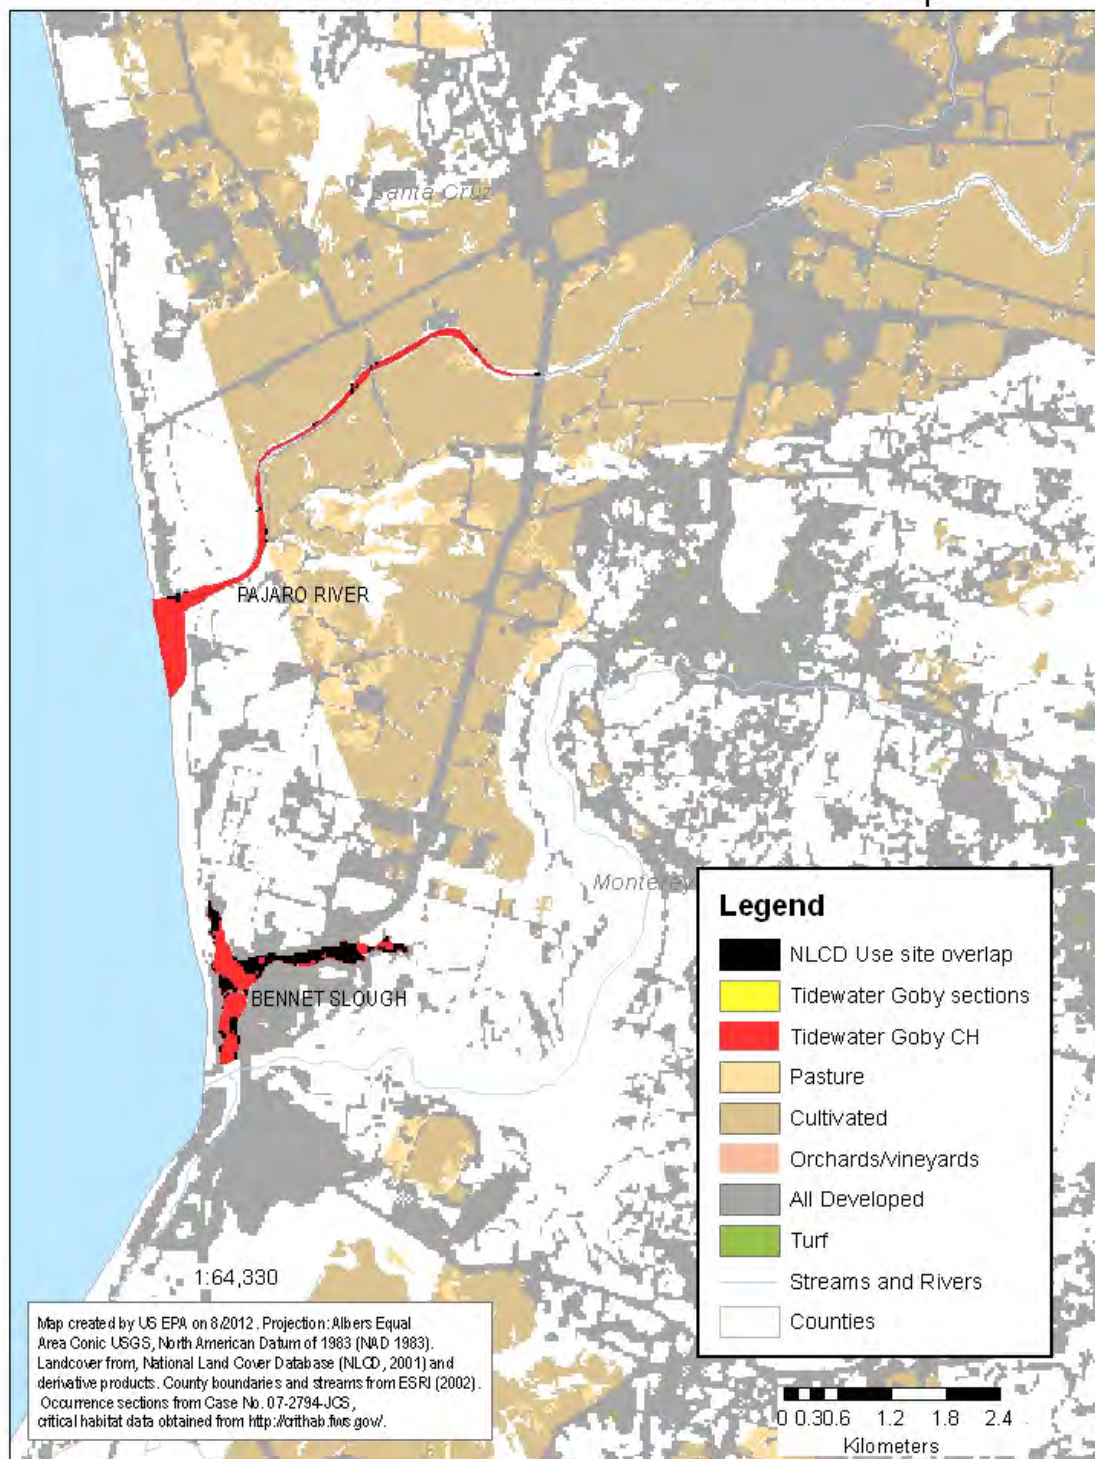 Santa Cruz
PAJARO RIVER
Monterey
BENNET SLOUGH
Legend
NLCD Use site overlap
Tidewater Goby sections
Tidewater Goby CH
Pasture
Cultivated
Orchards/vineyards
All Developed
Turf
Streams and Rivers
Counties
1:64,330
Map created by US EPA on 8/2012. Projection: Albers Equal
Area Conic USGS, North American Datum of 1983 (NAD 1983).
Landcover from, National Land Cover Database (NLCD, 2001) and
derivative products. County boundaries and streams from ESRI (2002).
Occurrence sections from Case No. 07-2794-JCS,
critical habitat data obtained from http://crithab.fws.gov/.
0 0.30.6 1.2 1.8 2.4
Kilometers